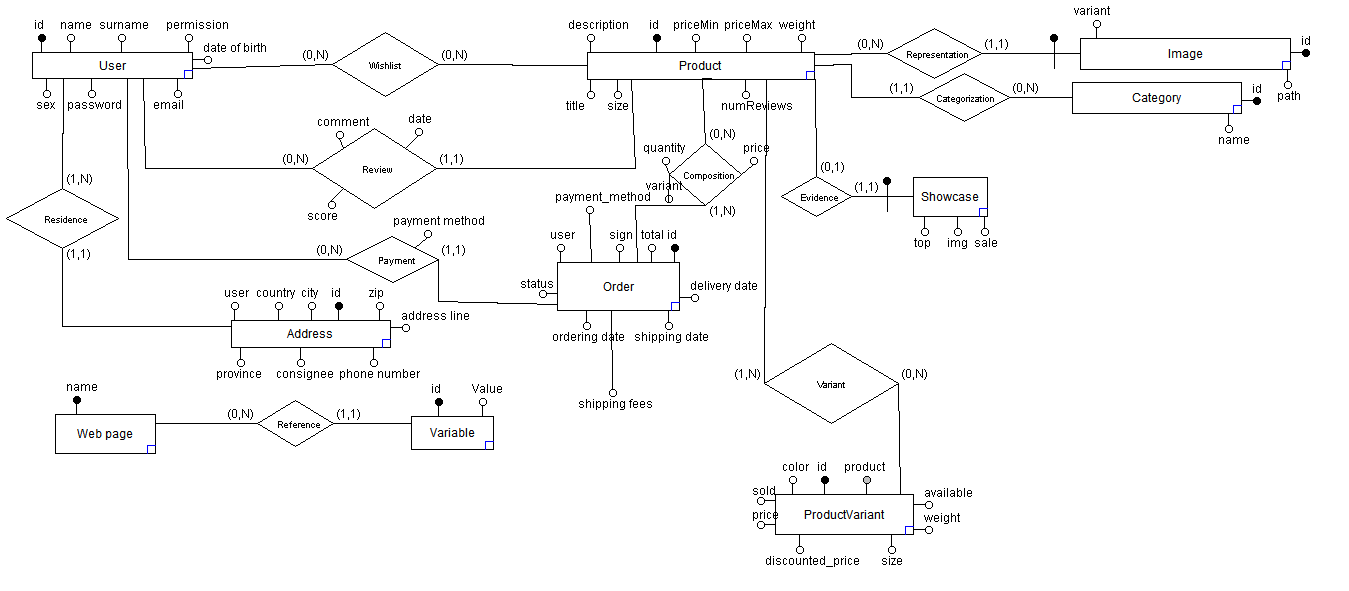 variant
id name surname permission
description id priceMin priceMax weight
id
date of birth
(0,N) (0,N)
(0,N) (1,1)
User
Wishlist
Product
Representation
Image
sex password email
title size numReviews
(1,1) (0,N)
Categorization
Category
id
path
name
comment date
(0,N)
quantity price
(0,N) (1,1)
Review
Composition
(0,1)
(1,1)
(1,N)
variant
Evidence
Showcase
payment_method
score
(1,N)
Residence
payment method
user sign total id
top img sale
(1,1)
(0,N) (1,1)
Payment
status
Order
delivery date
user country city id zip
address line
Address
ordering date shipping date
province consignee phone number
(1,N) (0,N)
Variant
name
id Value
shipping fees
(0,N) (1,1)
Web page
Reference
Variable
color id product
sold
available
price
ProductVariant
weight
discounted_price size